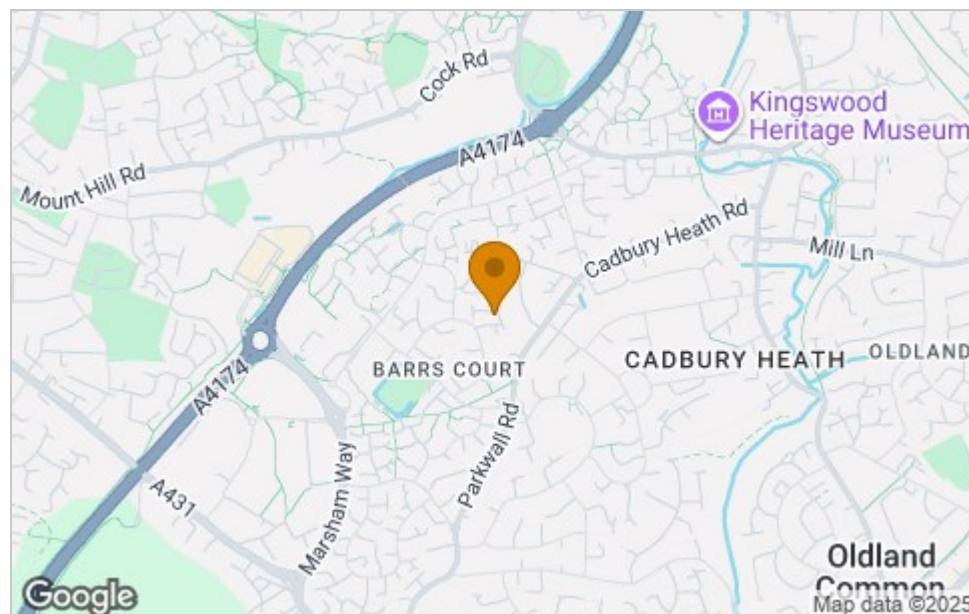 Cock Rd
Kingswood
Heritage Museum
A4174
Mount Hill Rd
Cadbury Heath Rd
Mill Ln
BARRS COURT
CADBURY HEATH
OLDLAND
A4174
Parkwall Rd
A431
Marsham Way
Oldland
Common
Google
Map data ©2025